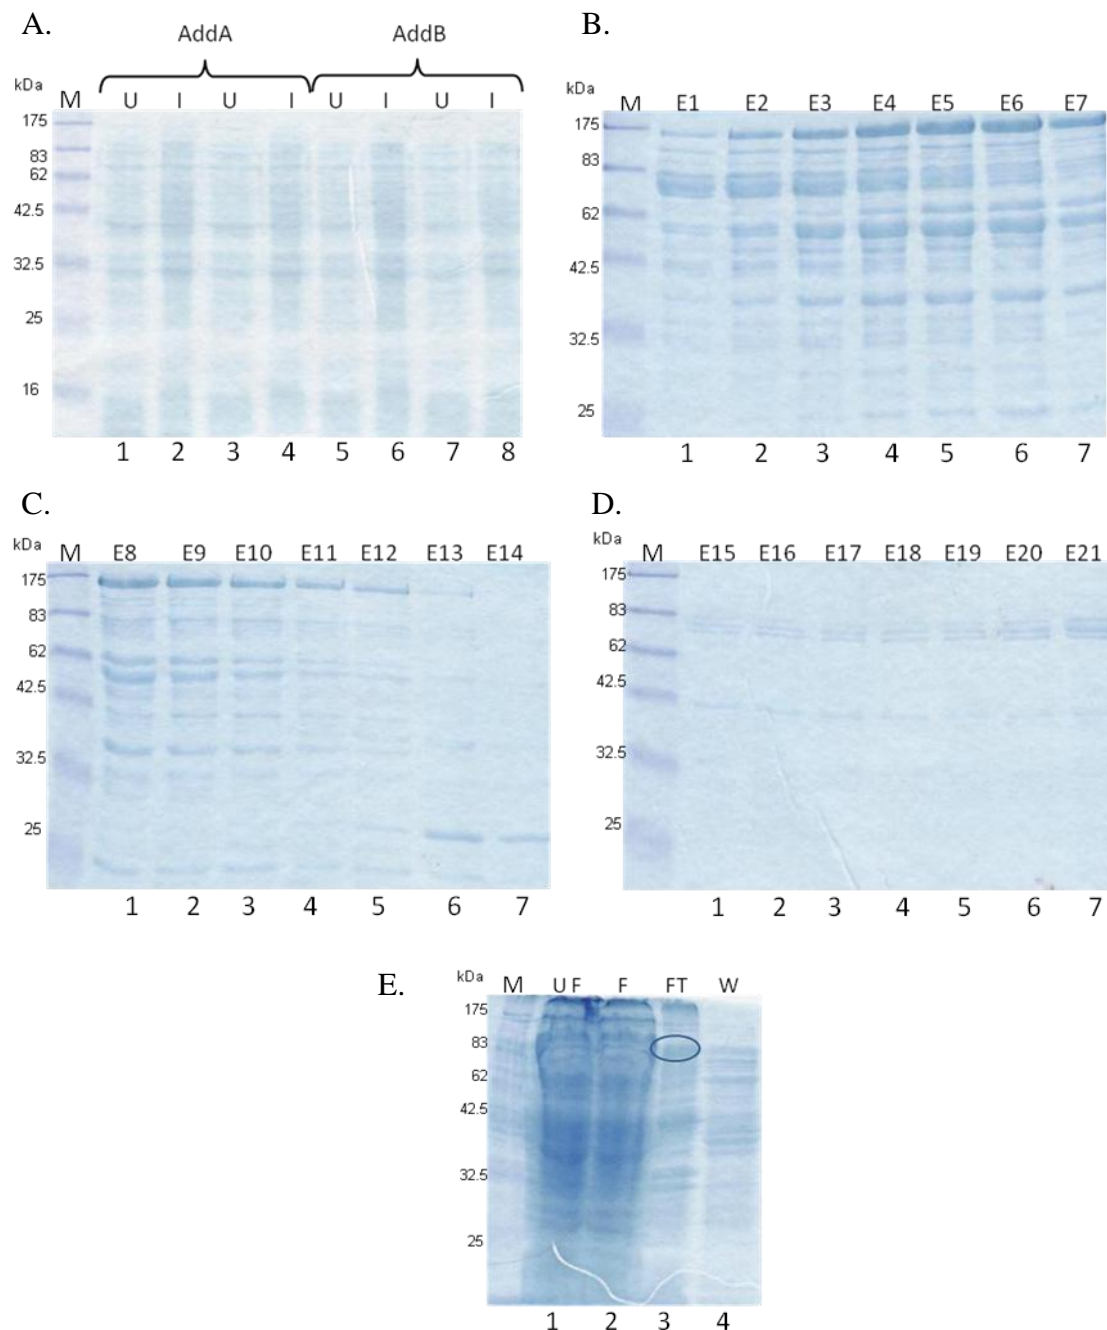 A.
AddA AddB
kDa
M U I U I U I U I
175
83
62
42.5
32.5
25
16
1 2 3 4 5 6 7 8
B.
kDa
M E1 E2 E3 E4 E5 E6 E7
175
83
62
42.5
32.5
25
1 2 3 4 5 6 7
C.
kDa
M E8 E9 E10 E11 E12 E13 E14
175
83
62
42.5
32.5
25
1 2 3 4 5 6 7
D.
kDa
M E15 E16 E17 E18 E19 E20 E21
175
83
62
42.5
32.5
25
1 2 3 4 5 6 7
E.
kDa
M U F F FT W
175
83
62
42.5
32.5
25
1 2 3 4